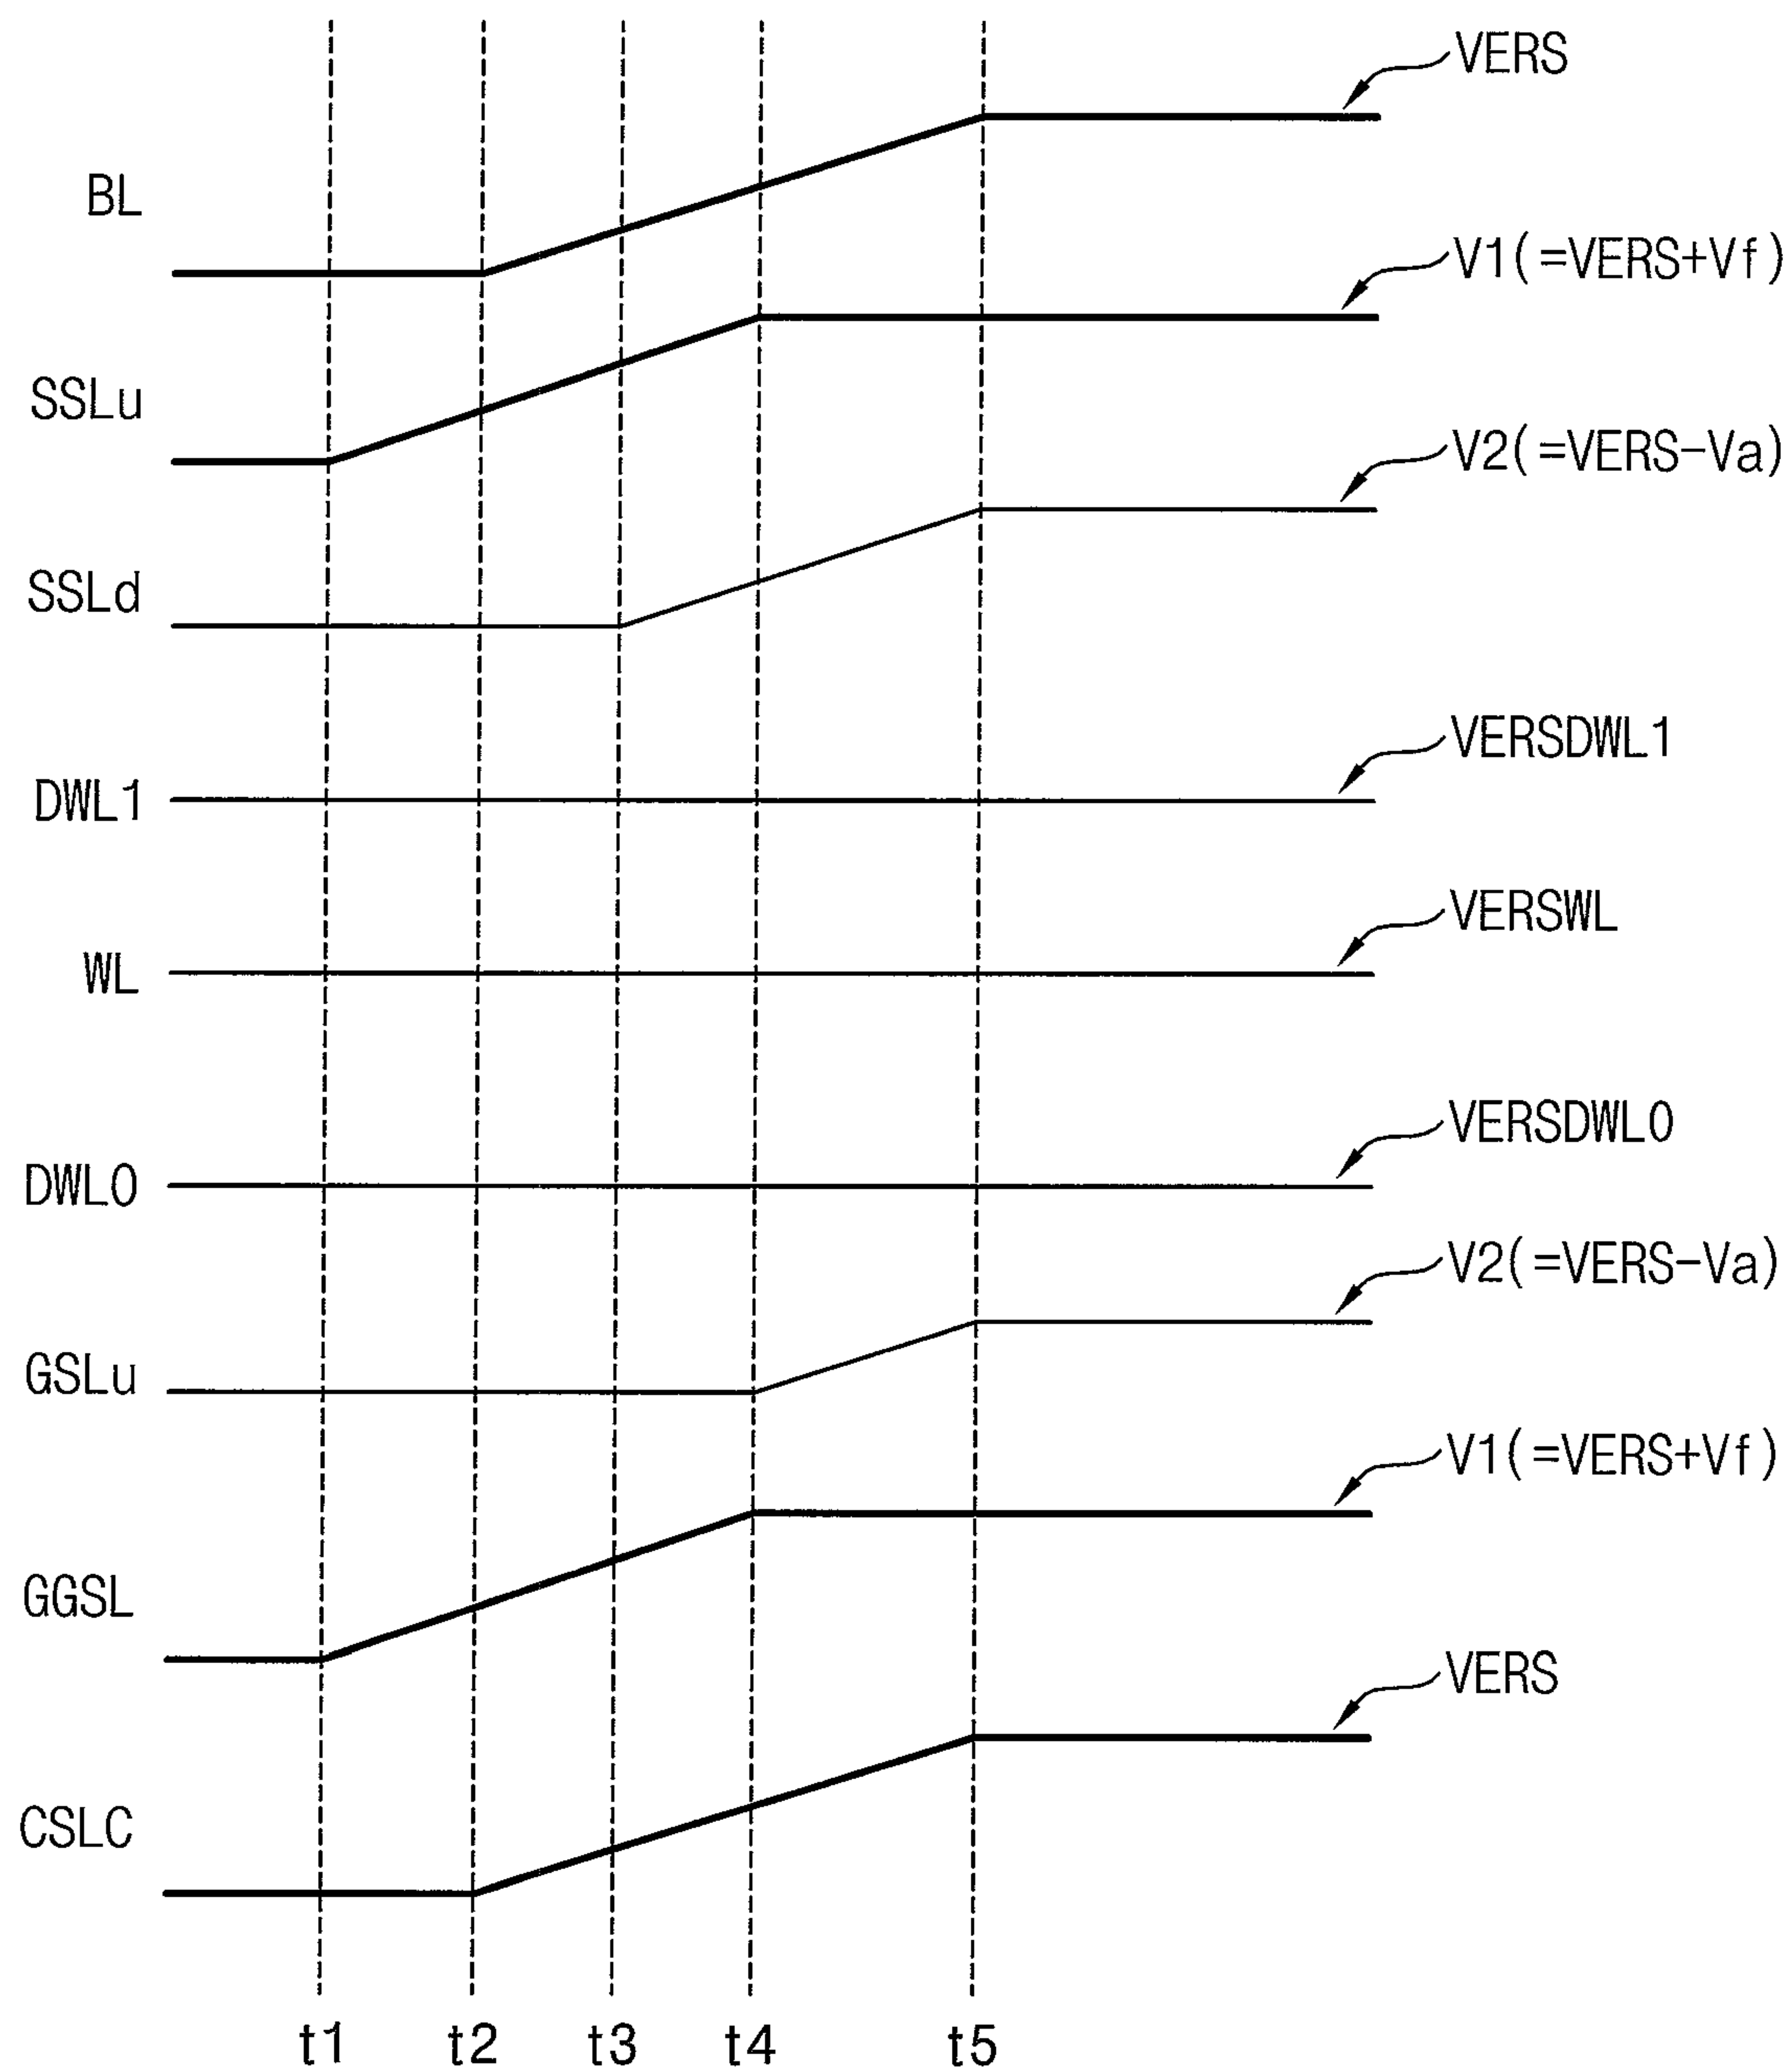 VERS
BL
V1(=VERS+Vf)
SSLu
V2(=VERS-Va)
SSLd
VERSDWL1
DWL1
VERSWL
WL
VERSDWL0
DWL0
V2(=VERS-Va)
GSLu
V1(=VERS+Vf)
GGSL
VERS
CSLC
t1 t2 t3 t4 t5